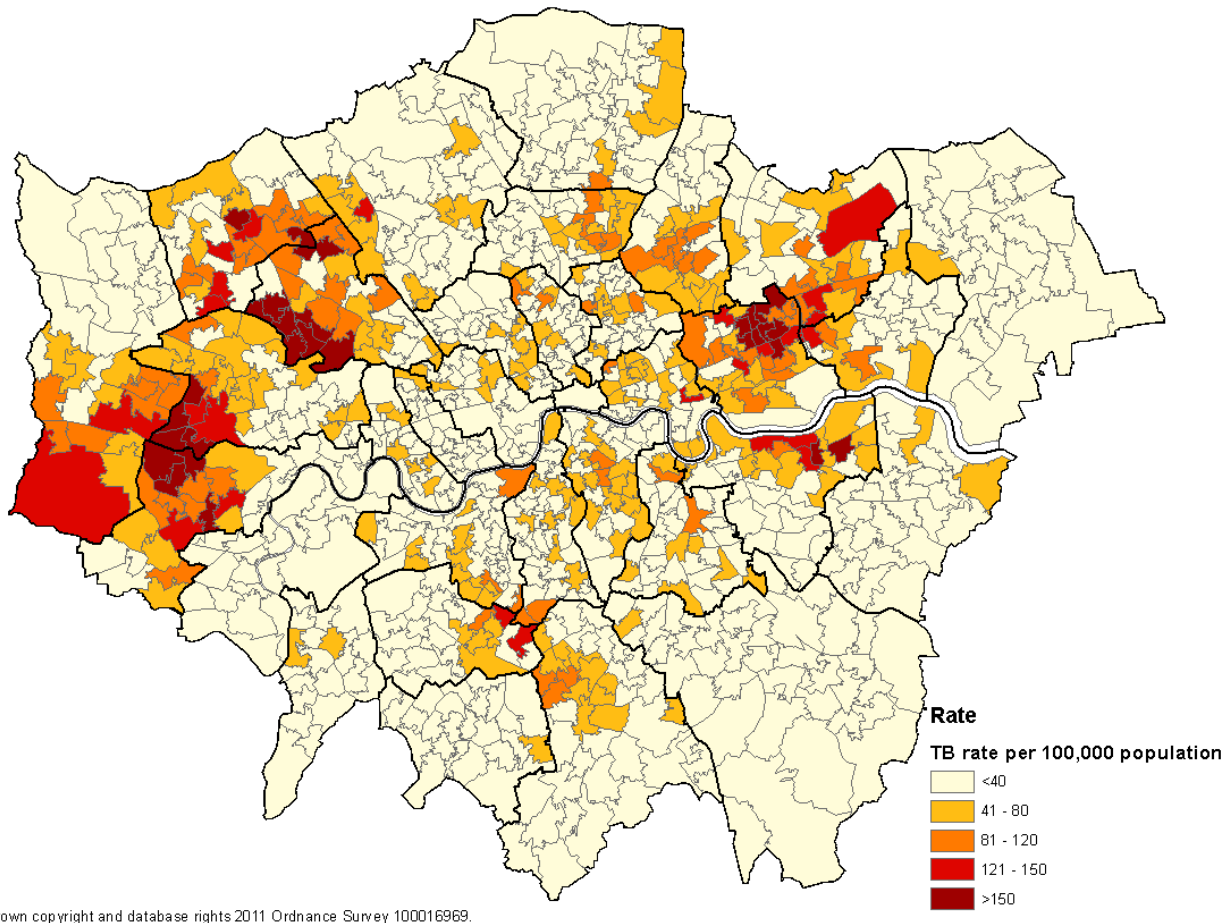 Rate
TB rate per 100,000 population
<40
41 - 80
81 - 120
121 - 150
>150
own copyright and database rights 2011 Ordnance Survey 100016969.